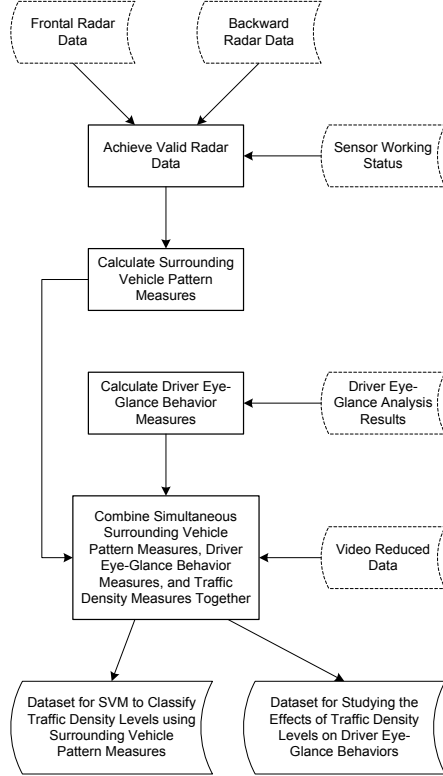 Frontal Radar
Data
Backward
Radar Data
Achieve Valid Radar
Data
Sensor Working
Status
Calculate Surrounding
Vehicle Pattern
Measures
Calculate Driver Eye-
Glance Behavior
Measures
Driver Eye-
Glance Analysis
Results
Combine Simultaneous
Surrounding Vehicle
Pattern Measures, Driver
Eye-Glance Behavior
Measures, and Traffic
Density Measures Together
Video Reduced
Data
Dataset for SVM to Classify
Traffic Density Levels using
Surrounding Vehicle
Pattern Measures
Dataset for Studying the
Effects of Traffic Density
Levels on Driver Eye-
Glance Behaviors